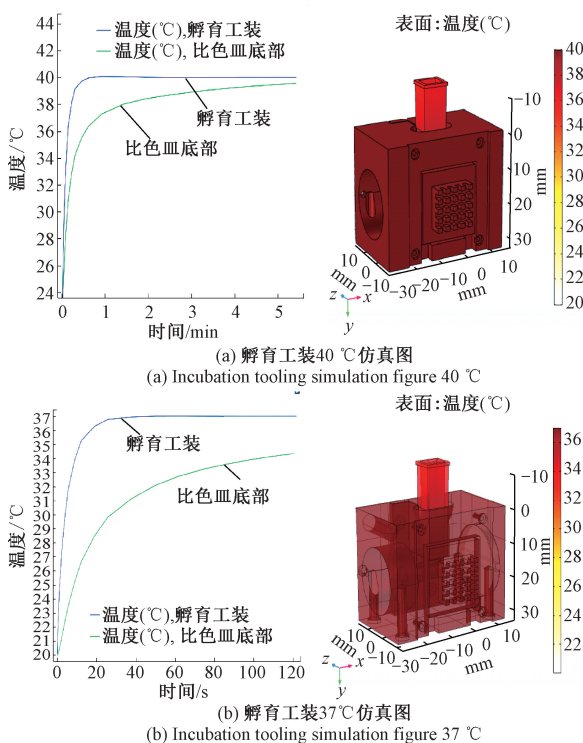 温度(℃),孵育工装
温度(℃),比色皿底部
44
42
40
38
36
34
32
30
28
26
24
温度/℃
孵育工装
比色皿底部
0
1
2
3
4
5
时间/min
表面:温度(℃)
−10
0
10
20
30
mm
10
0
−10
mm
−30
−20
−10
0
10
mm
z
x
y
40
38
36
34
32
30
28
26
24
22
20
(a) 孵育工装40 ℃仿真图
(a) Incubation tooling simulation figure 40 ℃
37
36
35
34
33
32
31
30
29
28
27
26
25
24
23
22
21
20
温度/℃
孵育工装
比色皿底部
温度(℃),孵育工装
温度(℃), 比色皿底部
0
20
40
60
80
100
120
时间/s
表面:温度(℃)
−10
0
10
20
30
mm
10
0
−10
mm
−30
−20
−10
0
10
mm
z
x
y
36
34
32
30
28
26
24
22
(b) 孵育工装37℃仿真图
(b) Incubation tooling simulation figure 37 ℃